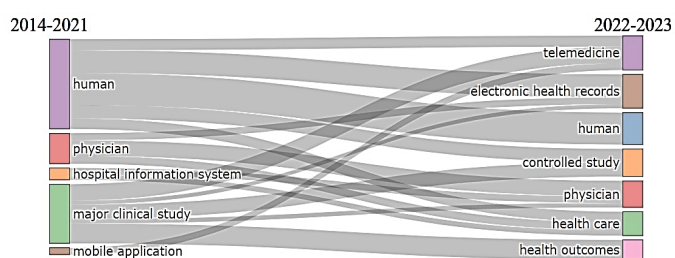 2014-2021
2022-2023
human
physician
hospital information system
major clinical study
mobile application
telemedicine
electronic health records
human
controlled study
physician
health care
health outcomes